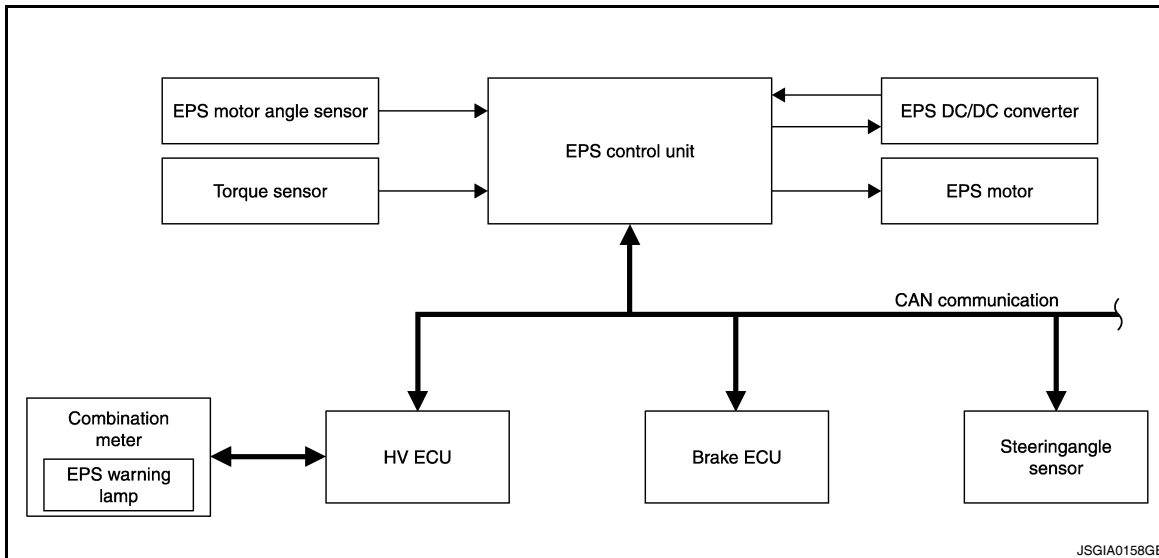 EPS motor angle sensor
Torque sensor
EPS control unit
EPS DC/DC converter
EPS motor
CAN communication
Combination
meter
EPS warning
lamp
HV ECU
Brake ECU
Steeringangle
sensor